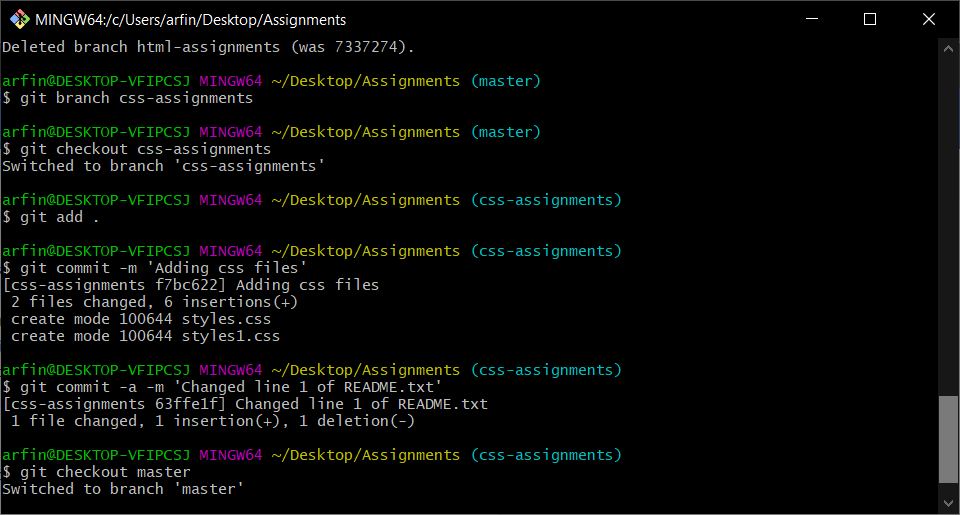 MINGW64:/c/Users/arfin/Desktop/Assignments
Deleted branch html-assignments (was 7337274).
arfin@DESKTOP-VFIPCSJ MINGW64 ~/Desktop/Assignments (master)
$ git branch css-assignments
arfin@DESKTOP-VFIPCSJ MINGW64 ~/Desktop/Assignments (master)
$ git checkout css-assignments
Switched to branch 'css-assignments'
arfin@DESKTOP-VFIPCSJ MINGW64 ~/Desktop/Assignments (css-assignments)
$ git add .
arfin@DESKTOP-VFIPCSJ MINGW64 ~/Desktop/Assignments (css-assignments)
$ git commit -m 'Adding css files'
[css-assignments f7bc622] Adding css files
 2 files changed, 6 insertions(+)
 create mode 100644 styles.css
 create mode 100644 styles1.css
arfin@DESKTOP-VFIPCSJ MINGW64 ~/Desktop/Assignments (css-assignments)
$ git commit -a -m 'Changed line 1 of README.txt'
[css-assignments 63ffe1f] Changed line 1 of README.txt
 1 file changed, 1 insertion(+), 1 deletion(-)
arfin@DESKTOP-VFIPCSJ MINGW64 ~/Desktop/Assignments (css-assignments)
$ git checkout master
Switched to branch 'master'